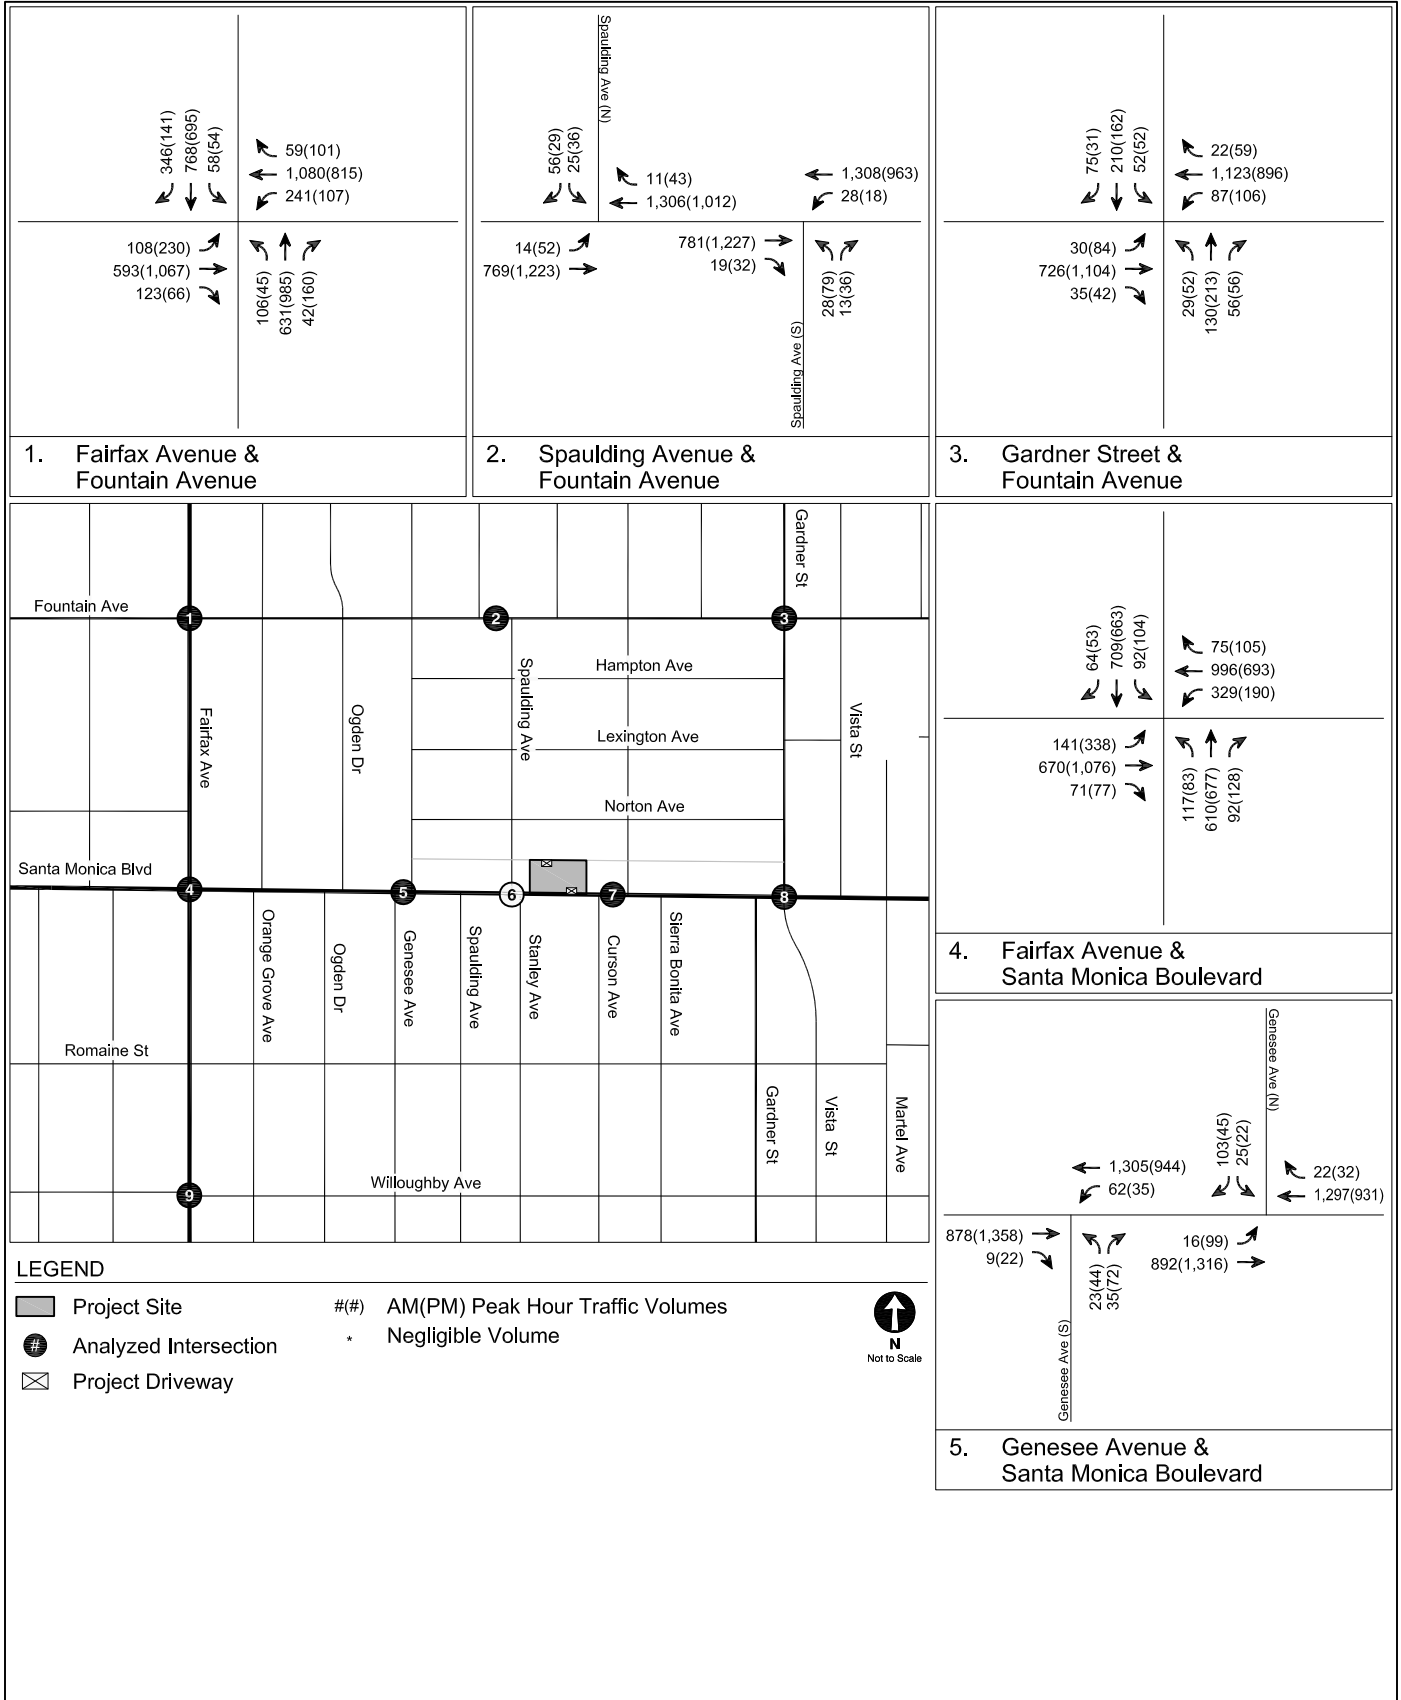 346(141)
768(695)
58(54)
59(101)
1,080(815)
241(107)
108(230)
593(1,067)
123(66)
106(45)
631(985)
42(160)
1. Fairfax Avenue &
Fountain Avenue
Spaulding Ave (N)
56(29)
25(36)
11(43)
1,306(1,012)
1,308(963)
28(18)
14(52)
769(1,223)
781(1,227)
19(32)
28(79)
13(36)
Spaulding Ave (S)
2. Spaulding Avenue &
Fountain Avenue
75(31)
210(162)
52(52)
22(59)
1,123(896)
87(106)
30(84)
726(1,104)
35(42)
29(52)
130(213)
56(56)
3. Gardner Street &
Fountain Avenue
Gardner St
Fountain Ave
1
2
3
Hampton Ave
Spaulding Ave
Fairfax Ave
Ogden Dr
Vista St
Lexington Ave
Norton Ave
Santa Monica Blvd
4
5
6
7
8
Orange Grove Ave
Ogden Dr
Genesee Ave
Spaulding Ave
Stanley Ave
Curson Ave
Sierra Bonita Ave
Romaine St
Gardner St
Vista St
Martel Ave
Willoughby Ave
9
64(53)
709(663)
92(104)
75(105)
996(693)
329(190)
141(338)
670(1,076)
71(77)
117(83)
610(677)
92(128)
4. Fairfax Avenue &
Santa Monica Boulevard
Genesee Ave (N)
103(45)
25(22)
1,305(944)
62(35)
22(32)
1,297(931)
878(1,358)
9(22)
16(99)
892(1,316)
23(44)
35(72)
Genesee Ave (S)
5. Genesee Avenue &
Santa Monica Boulevard
LEGEND
Project Site
#(#) AM(PM) Peak Hour Traffic Volumes
# Analyzed Intersection
* Negligible Volume
Project Driveway
N
Not to Scale